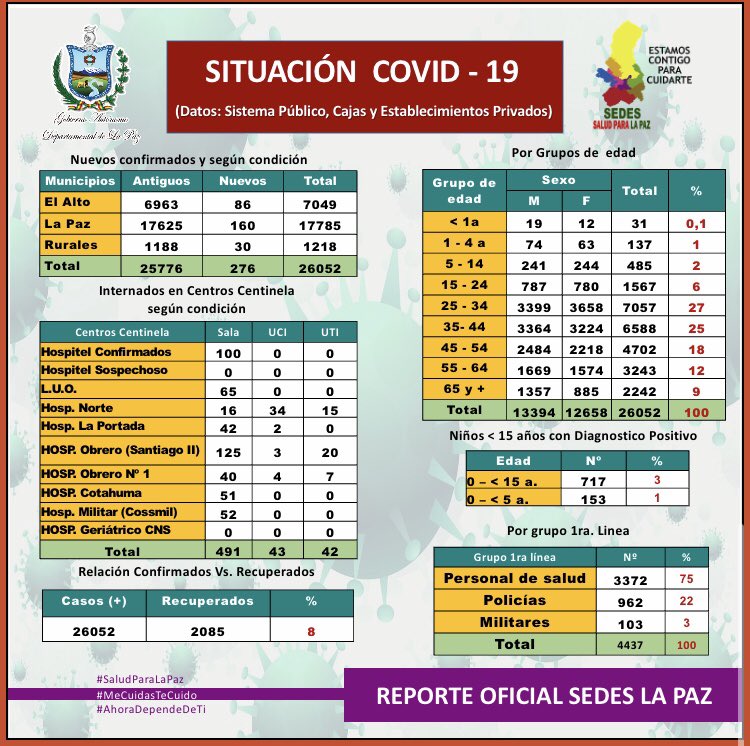 SITUACIÓN COVID - 19
(Datos: Sistema Público, Cajas y Establecimientos Privados)
Gobierno Autónomo
Departamental de La Paz
ESTAMOS
CONTIGO
PARA
CUIDARTE
SEDES
SALUD PARA LA PAZ
Nuevos confirmados y según condición
Municipios Antiguos Nuevos Total
El Alto 6963 86 7049
La Paz 17625 160 17785
Rurales 1188 30 1218
Total 25776 276 26052
Internados en Centros Centinela
según condición
Centros Centinela Sala UCI UTI
Hospitel Confirmados 100 0 0
Hospitel Sospechoso 0 0 0
L.U.O. 65 0 0
Hosp. Norte 16 34 15
Hosp. La Portada 42 2 0
HOSP. Obrero (Santiago II) 125 3 20
HOSP. Obrero Nº 1 40 4 7
HOSP. Cotahuma 51 0 0
Hosp. Militar (Cossmil) 52 0 0
HOSP. Geriátrico CNS 0 0 0
Total 491 43 42
Relación Confirmados Vs. Recuperados
Casos (+) Recuperados %
26052 2085 8
Por Grupos de edad
Grupo de edad Sexo Total %
M F
< 1a 19 12 31 0,1
1 - 4 a 74 63 137 1
5 - 14 241 244 485 2
15 - 24 787 780 1567 6
25 - 34 3399 3658 7057 27
35- 44 3364 3224 6588 25
45 - 54 2484 2218 4702 18
55 - 64 1669 1574 3243 12
65 y + 1357 885 2242 9
Total 13394 12658 26052 100
Niños < 15 años con Diagnostico Positivo
Edad Nº %
0 – < 15 a. 717 3
0 – < 5 a. 153 1
Por grupo 1ra. Linea
Grupo 1ra línea Nº %
Personal de salud 3372 75
Policías 962 22
Militares 103 3
Total 4437 100
#SaludParaLaPaz
#MeCuidasTeCuido
#AhoraDependeDeTi
REPORTE OFICIAL SEDES LA PAZ